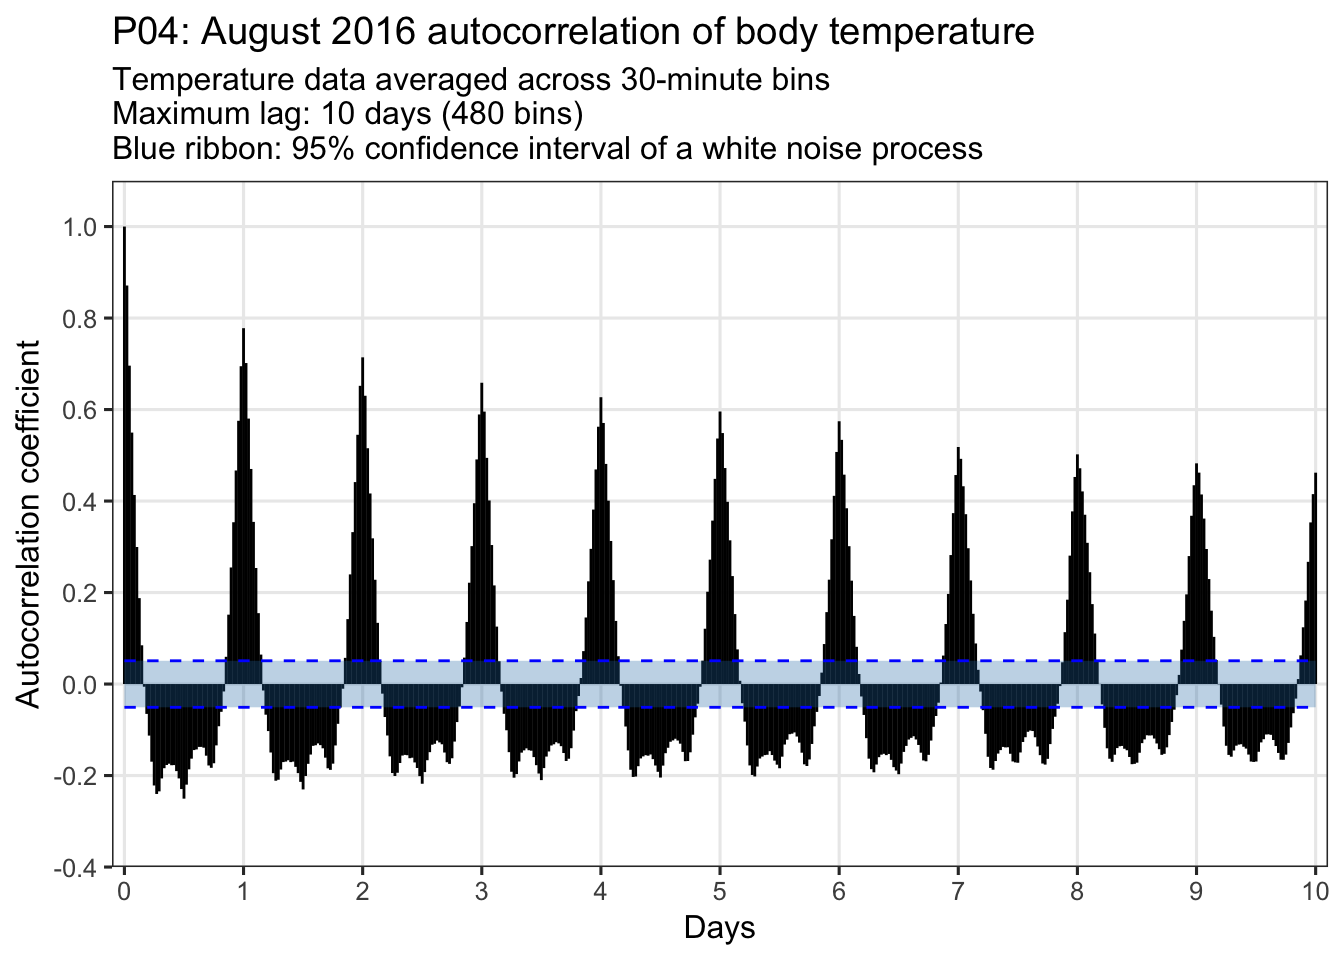 P04: August 2016 autocorrelation of body temperature
Temperature data averaged across 30-minute bins
Maximum lag: 10 days (480 bins)
Blue ribbon: 95% confidence interval of a white noise process
1.0
0.8
0.6
0.4
0.2
0.0
-0.2
-0.4
Autocorrelation coefficient
0 1 2 3 4 5 6 7 8 9 10
Days